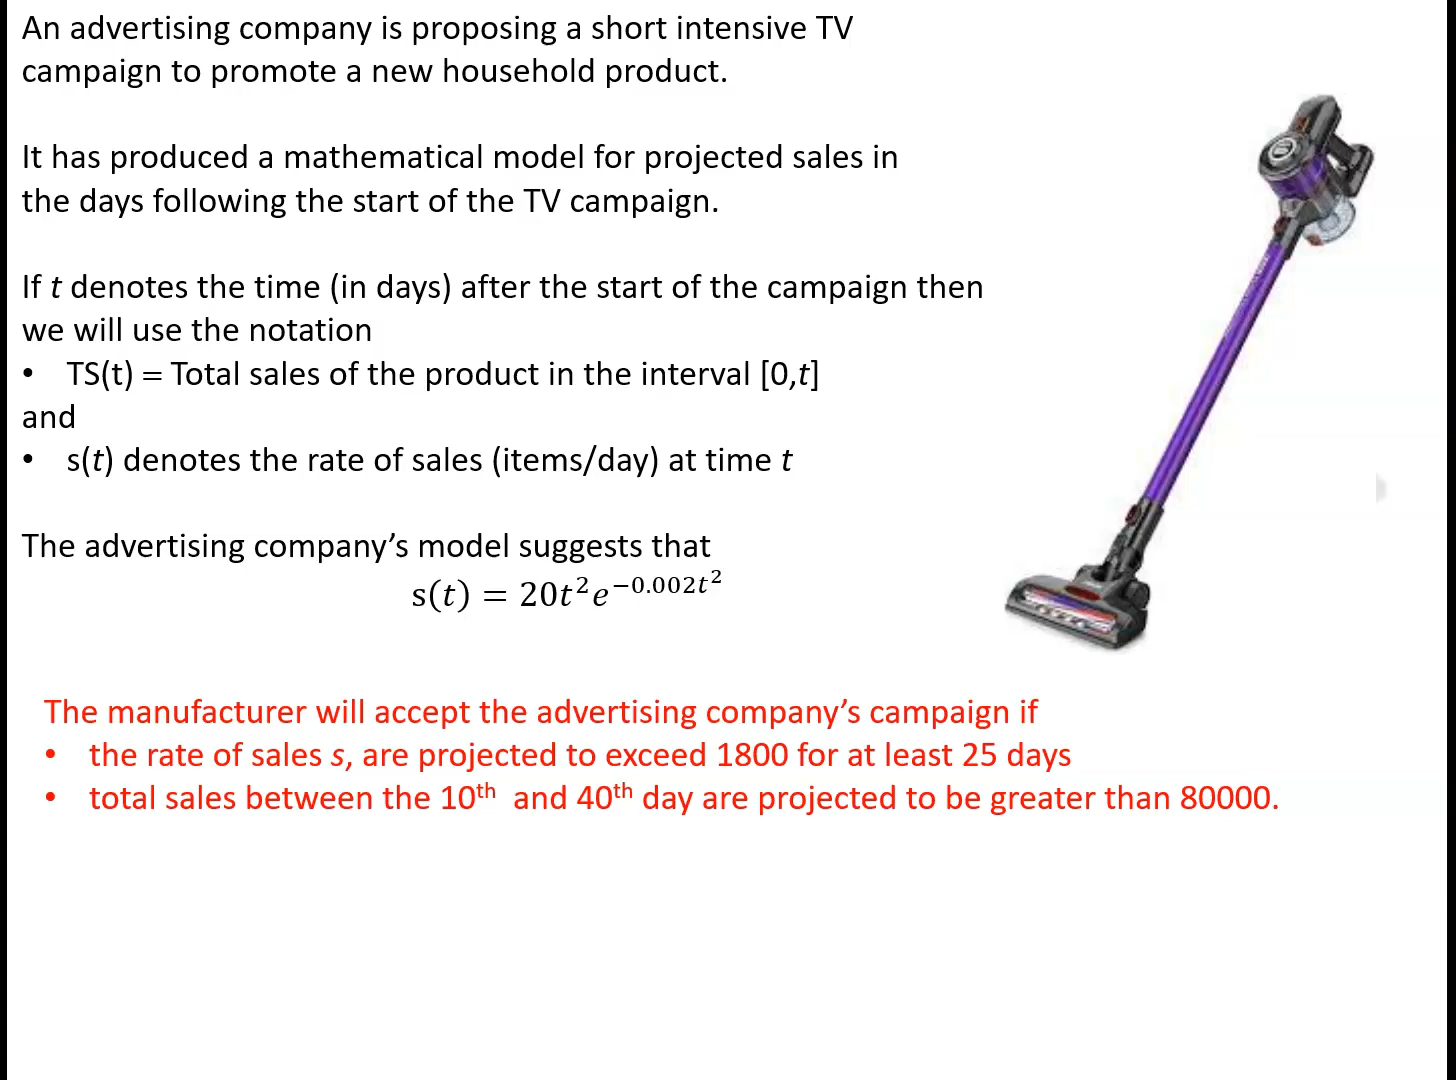 An advertising company is proposing a short intensive TV
campaign to promote a new household product.
It has produced a mathematical model for projected sales in
the days following the start of the TV campaign.
If t denotes the time (in days) after the start of the campaign then
we will use the notation
• TS(t) = Total sales of the product in the interval [0,t]
and
• s(t) denotes the rate of sales (items/day) at time t
The advertising company’s model suggests that
s(t) = 20t²e^{−0.002t²}
The manufacturer will accept the advertising company’s campaign if
• the rate of sales s, are projected to exceed 1800 for at least 25 days
• total sales between the 10th and 40th day are projected to be greater than 80000.